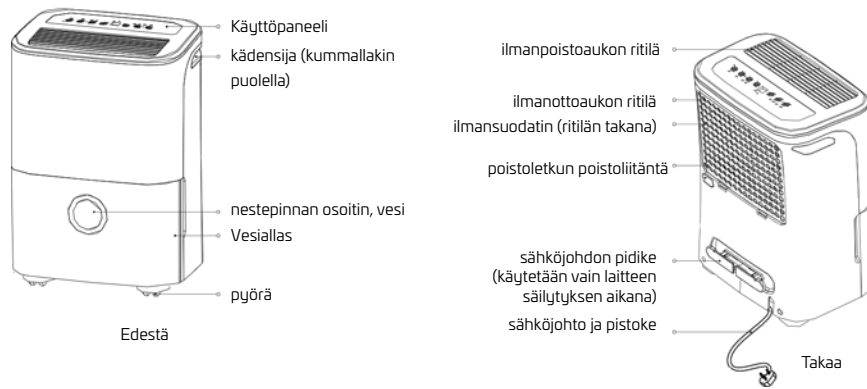 Käyttöpaneeli
kädensija (kummallakin
puolella)
nestepinnan osoitin, vesi
Vesiallas
pyörä
Edestä
ilmanpoistoaukon ritilä
ilmanottoaukon ritilä
ilmansuodatin (ritilän takana)
poistoletkun poistoliitäntä
sähköjohdon pidike
(käytetään vain laitteen
säilytyksen aikana)
sähköjohto ja pistoke
Takaa